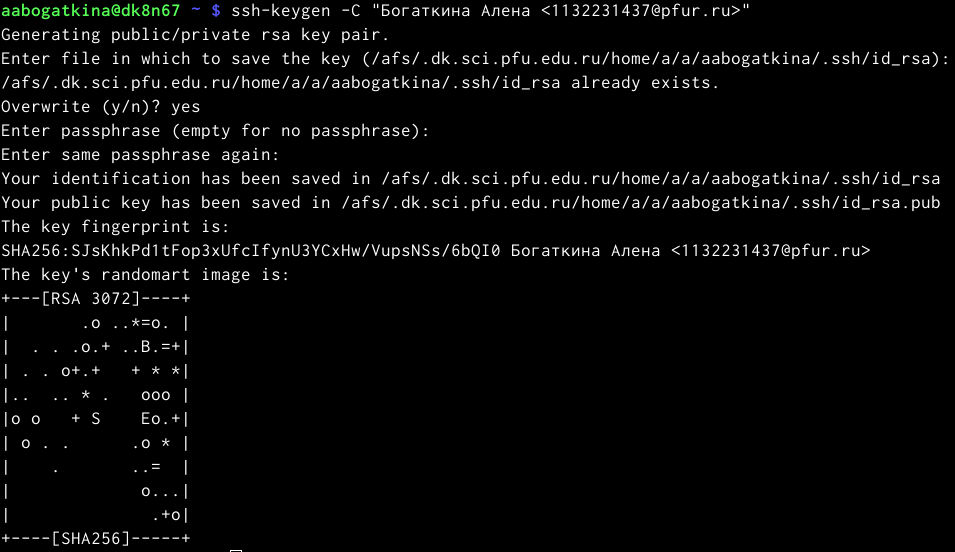 aabogatkina@dk8n67 ~ $ ssh-keygen -C "Богаткина Алена <1132231437@pfur.ru>"
Generating public/private rsa key pair.
Enter file in which to save the key (/afs/.dk.sci.pfu.edu.ru/home/a/a/aabogatkina/.ssh/id_rsa):
/afs/.dk.sci.pfu.edu.ru/home/a/a/aabogatkina/.ssh/id_rsa already exists.
Overwrite (y/n)? yes
Enter passphrase (empty for no passphrase):
Enter same passphrase again:
Your identification has been saved in /afs/.dk.sci.pfu.edu.ru/home/a/a/aabogatkina/.ssh/id_rsa
Your public key has been saved in /afs/.dk.sci.pfu.edu.ru/home/a/a/aabogatkina/.ssh/id_rsa.pub
The key fingerprint is:
SHA256:SJsKhkPd1tFop3xUfcIfynU3YCxHw/VupsNSs/6bQI0 Богаткина Алена <1132231437@pfur.ru>
The key's randomart image is:
+---[RSA 3072]----+
|       .o ..*=o. |
|  . . .o.+ ..B.=+|
| . . o+.+   + * *|
|..  .. * .   ooo |
|o o   + S    Eo.+|
| o . .      .o * |
|    .       ..=  |
|             o...|
|              .+o|
+----[SHA256]-----+